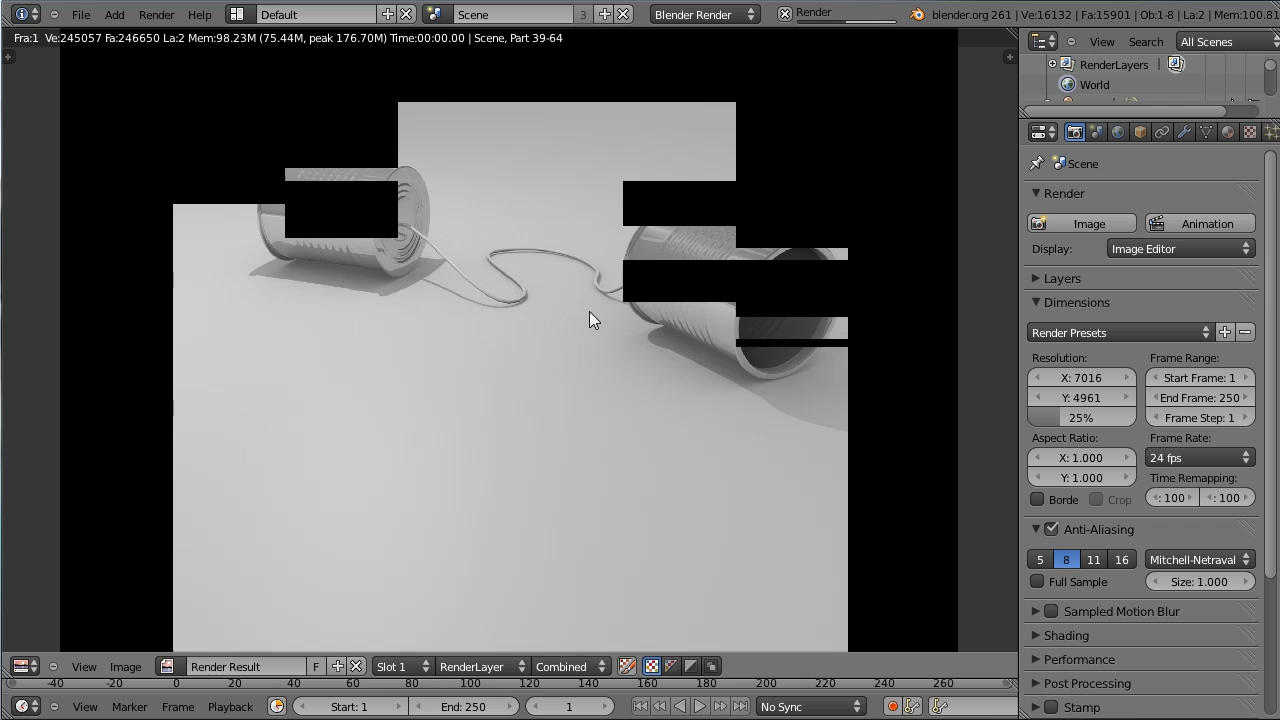 File Add Render Help Default Scene 3 Blender Render Render blender.org 261 | Ve:16132 | Fa:15901 | Ob:1-8 | La:2 | Mem:100.81
Fra:1 Ve:245057 Fa:246650 La:2 Mem:98.23M (75.44M, peak 176.70M) Time:00:00.00 | Scene, Part 39-64
View Search All Scenes
RenderLayers
World
Scene
Render
Image Animation
Display: Image Editor
Layers
Dimensions
Render Presets
Resolution: Frame Range:
X: 7016 Start Frame: 1
Y: 4961 End Frame: 250
25% Frame Step: 1
Aspect Ratio: Frame Rate:
X: 1.000 24 fps
Y: 1.000 Time Remapping:
Borde Crop : 100 : 100
Anti-Aliasing
5 8 11 16 Mitchell-Netraval
Full Sample Size: 1.000
Sampled Motion Blur
Shading
Performance
Post Processing
Stamp
View Image Render Result F Slot 1 RenderLayer Combined
-40 -20 0 20 40 60 80 100 120 140 160 180 200 220 240 260
View Marker Frame Playback Start: 1 End: 250 1 No Sync